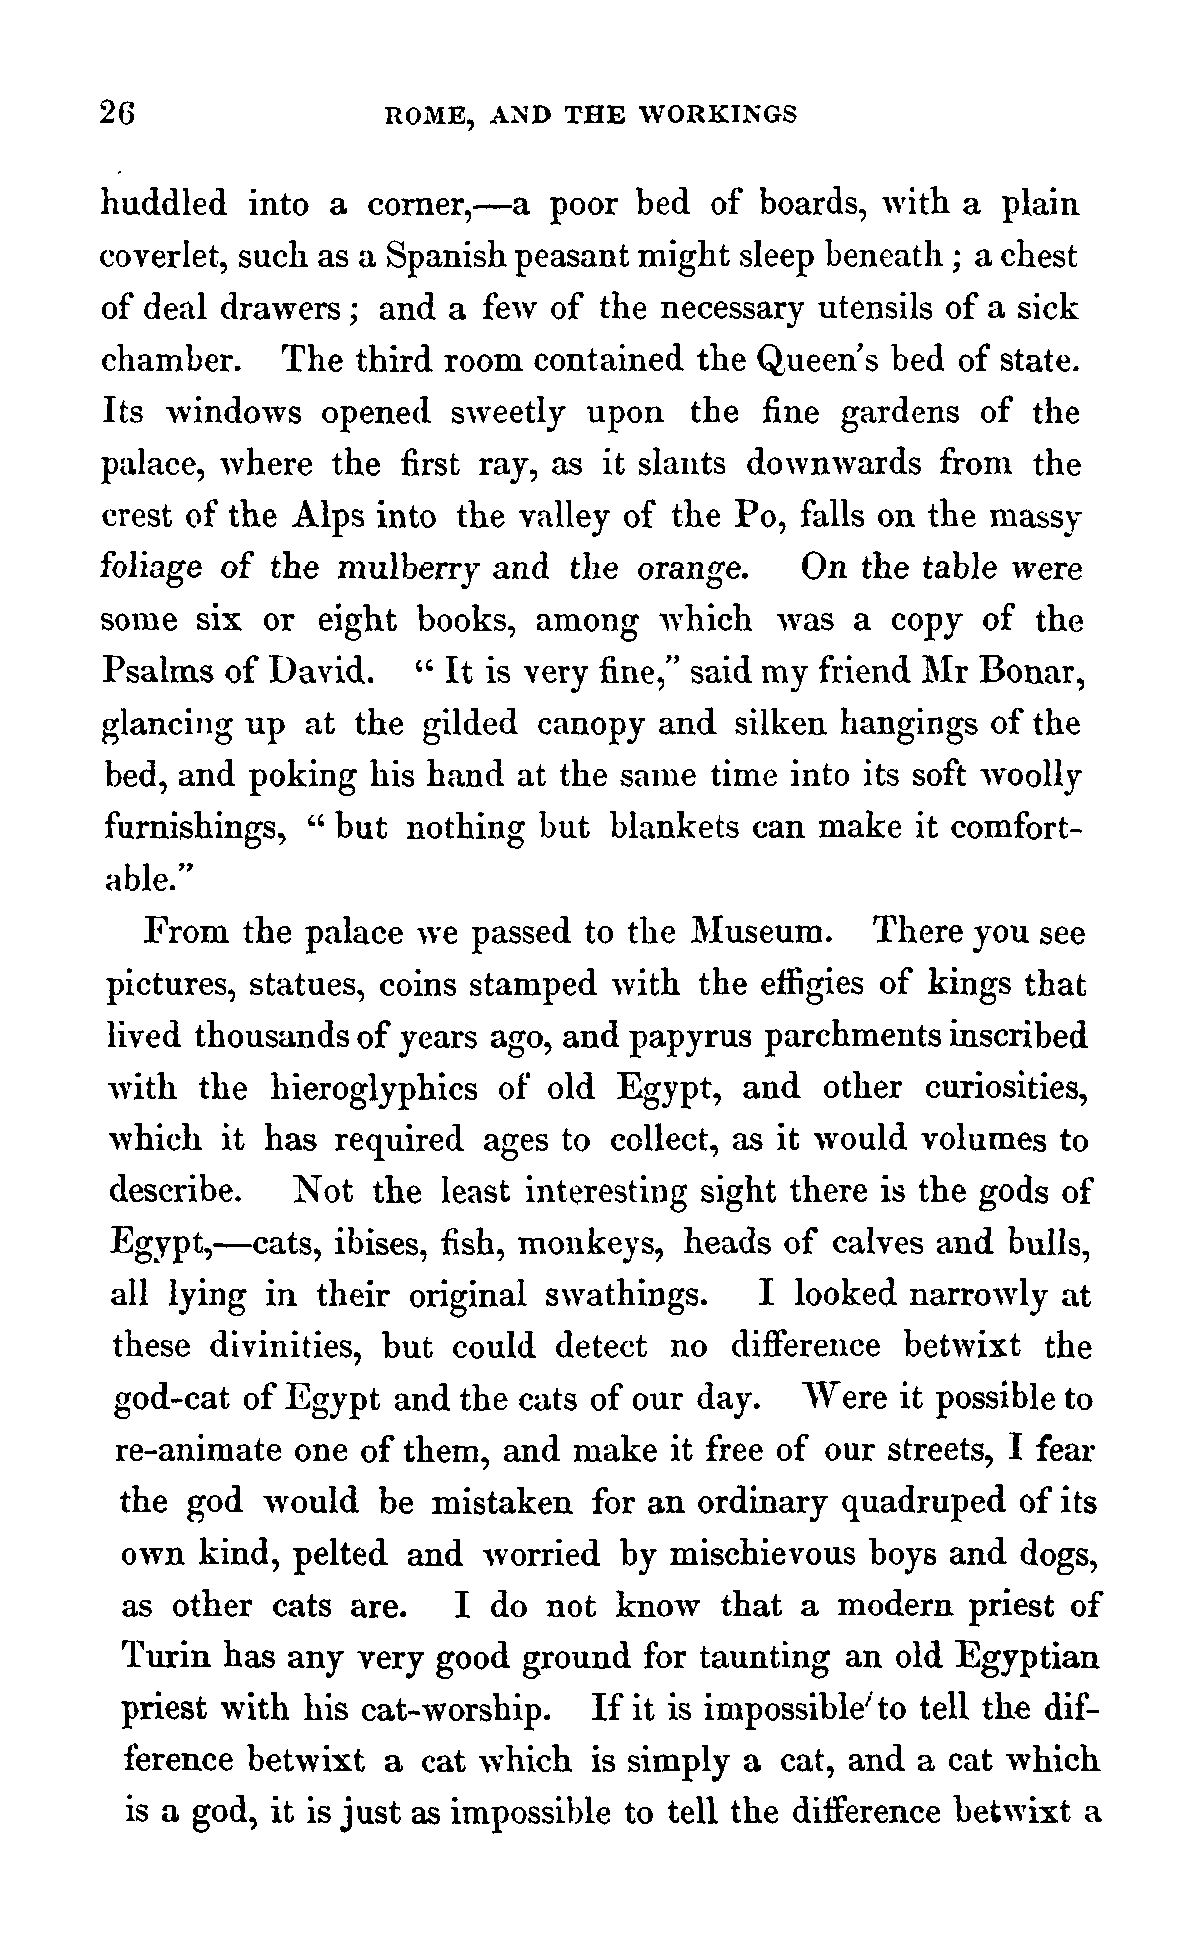 26 ROME, AND THE WORKINGS
huddled into a corner,—a poor bed of boards, with a plain
coverlet, such as a Spanish peasant might sleep beneath ; a chest
of deal drawers ; and a few of the necessary utensils of a sick
chamber. The third room contained the Queen's bed of state.
Its windows opened sweetly upon the fine gardens of the
palace, where the first ray, as it slants downwards from the
crest of the Alps into the valley of the Po, falls on the massy
foliage of the mulberry and the orange. On the table were
some six or eight books, among which was a copy of the
Psalms of David. “ It is very fine,” said my friend Mr Bonar,
glancing up at the gilded canopy and silken hangings of the
bed, and poking his hand at the same time into its soft woolly
furnishings, “ but nothing but blankets can make it comfort-
able.”
From the palace we passed to the Museum. There you see
pictures, statues, coins stamped with the effigies of kings that
lived thousands of years ago, and papyrus parchments inscribed
with the hieroglyphics of old Egypt, and other curiosities,
which it has required ages to collect, as it would volumes to
describe. Not the least interesting sight there is the gods of
Egypt,—cats, ibises, fish, monkeys, heads of calves and bulls,
all lying in their original swathings. I looked narrowly at
these divinities, but could detect no difference betwixt the
god-cat of Egypt and the cats of our day. Were it possible to
re-animate one of them, and make it free of our streets, I fear
the god would be mistaken for an ordinary quadruped of its
own kind, pelted and worried by mischievous boys and dogs,
as other cats are. I do not know that a modern priest of
Turin has any very good ground for taunting an old Egyptian
priest with his cat-worship. If it is impossible to tell the dif-
ference betwixt a cat which is simply a cat, and a cat which
is a god, it is just as impossible to tell the difference betwixt a